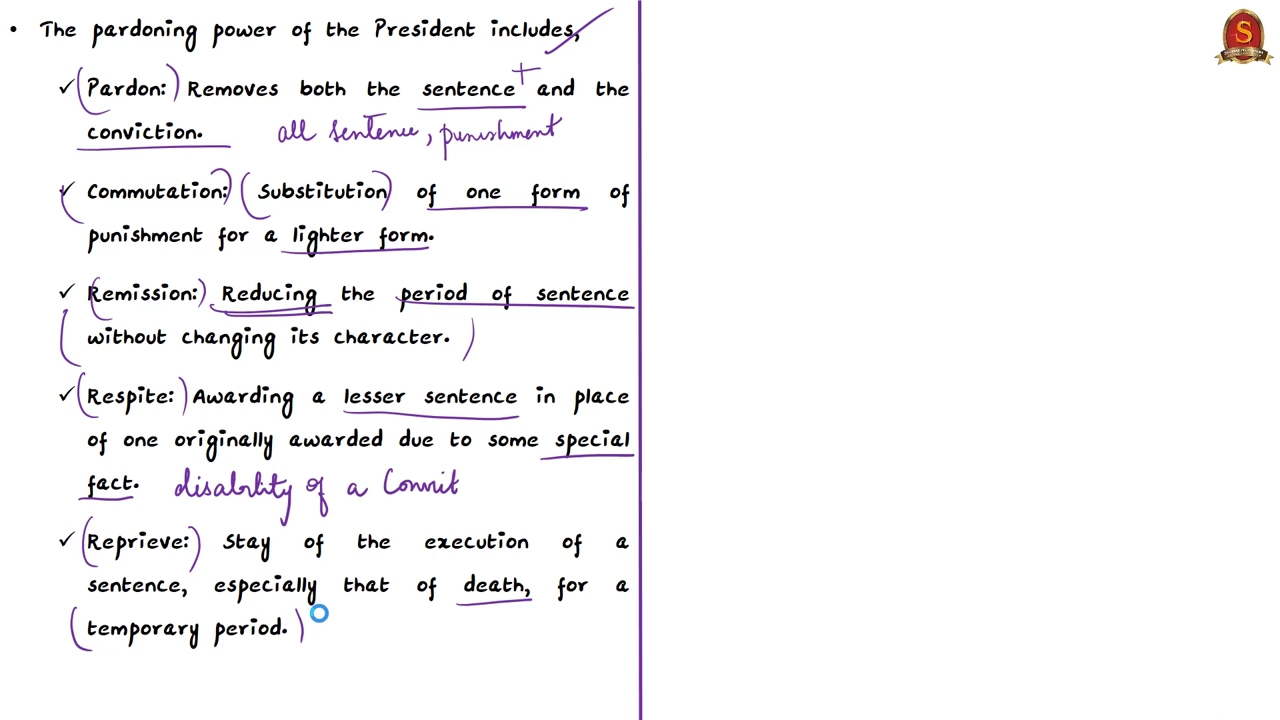 • The pardoning power of the President includes,
✓ Pardon: Removes both the sentence + and the
conviction. all sentence, punishment
✓ Commutation: Substitution of one form of
punishment for a lighter form.
✓ Remission: Reducing the period of sentence
without changing its character.
✓ Respite: Awarding a lesser sentence in place
of one originally awarded due to some special
fact. disability of a
✓ Reprieve: Stay of the execution of a
sentence, especially that of death, for a
temporary period.
S